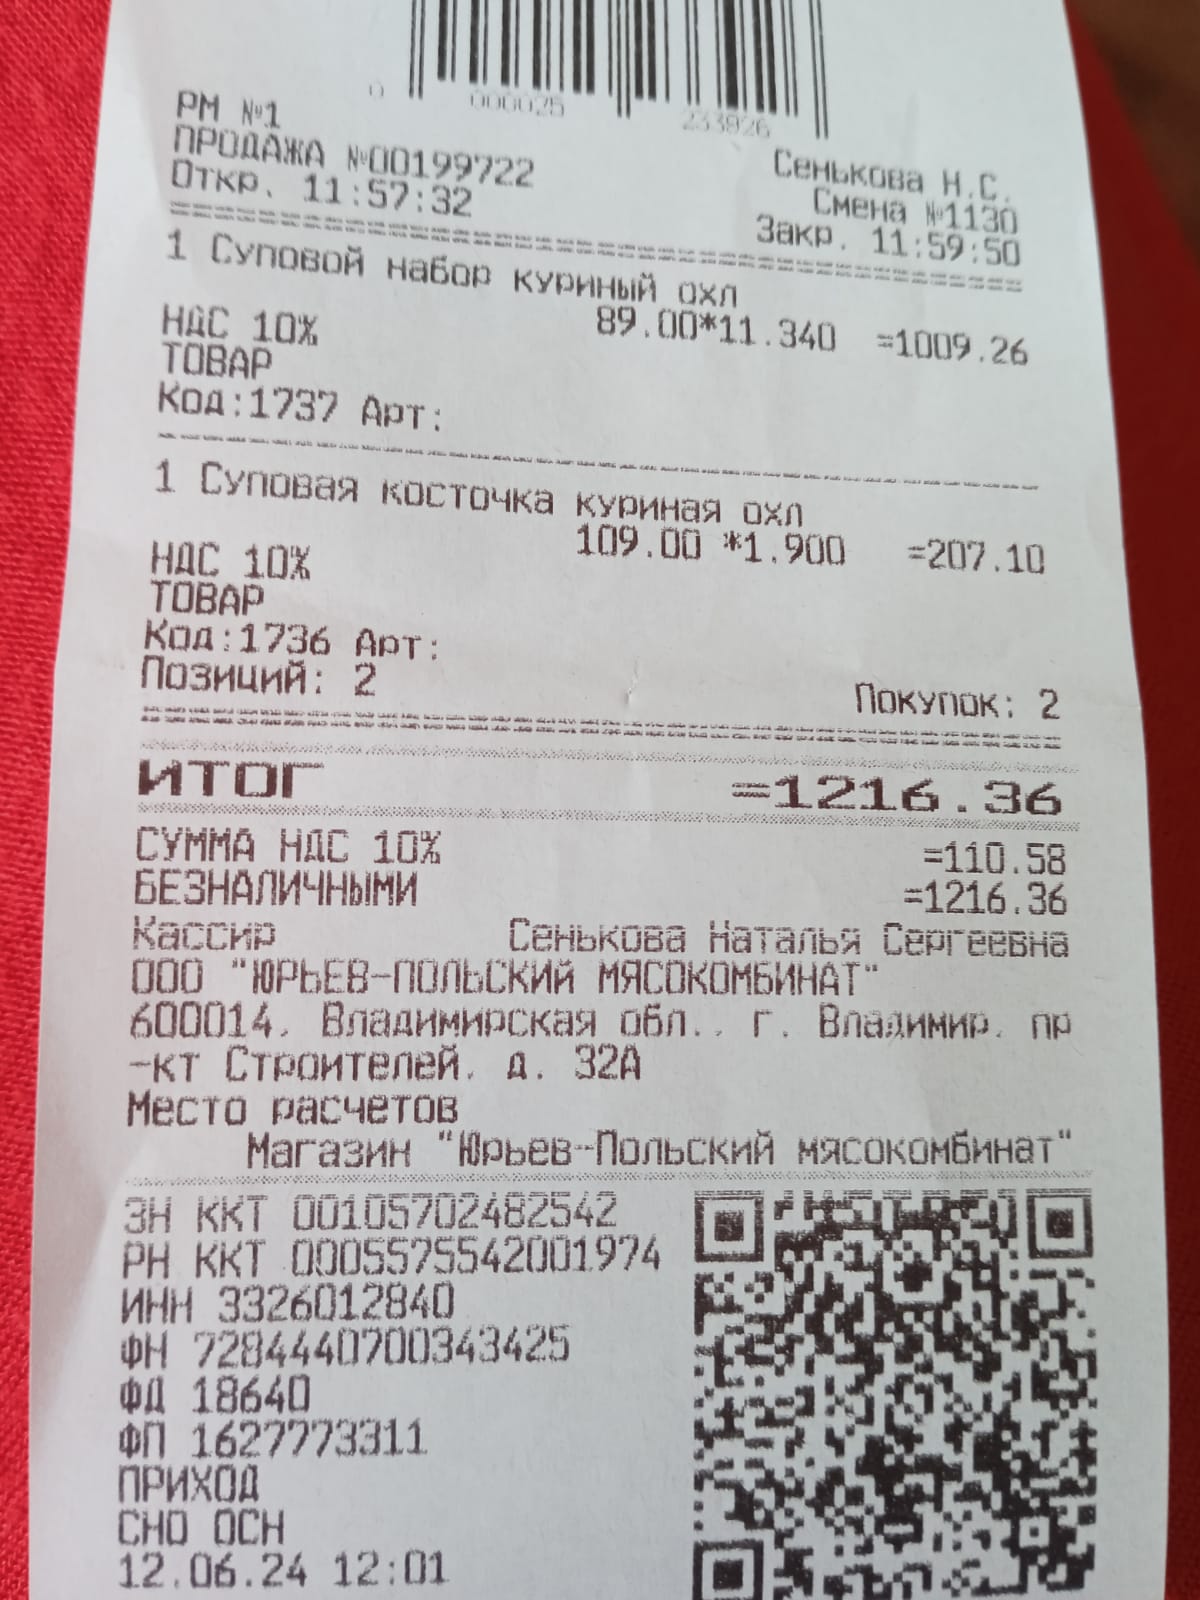 0 000025 233926
РМ №1
ПРОДАЖА №00199722 Сенькова Н.С.
Откр. 11:57:32 Смена №1130
Закр. 11:59:50
1 Суповой набор куриный охл
89.00*11.340 =1009.26
НДС 10%
ТОВАР
Код:1737 Арт:
1 Суповая косточка куриная охл
109.00 *1.900 =207.10
НДС 10%
ТОВАР
Код:1736 Арт:
Позиций: 2 Покупок: 2
ИТОГ =1216.36
СУММА НДС 10% =110.58
БЕЗНАЛИЧНЫМИ =1216.36
Кассир Сенькова Наталья Сергеевна
ООО "ЮРЬЕВ-ПОЛЬСКИЙ МЯСОКОМБИНАТ"
600014, Владимирская обл., г. Владимир, пр
-кт Строителей, д. 32А
Место расчетов
Магазин "Юрьев-Польский мясокомбинат"
ЗН ККТ 00105702482542
РН ККТ 0005575542001974
ИНН 3326012840
ФН 7284440700343425
ФД 18640
ФП 1627773311
ПРИХОД
СНО ОСН
12.06.24 12:01